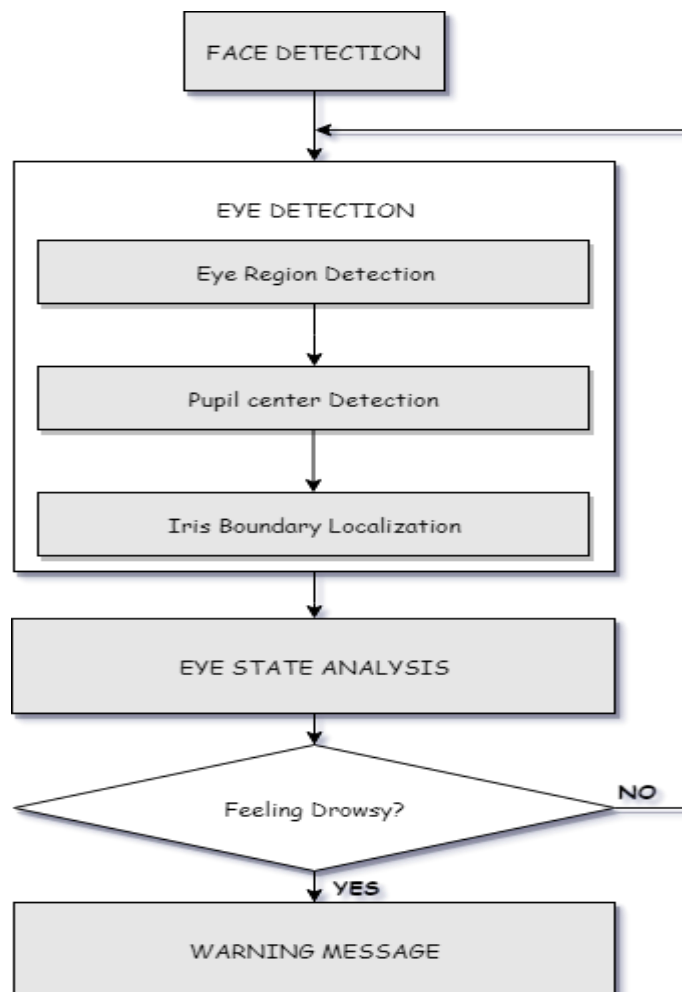 FACE DETECTION
EYE DETECTION
Eye Region Detection
Pupil center Detection
Iris Boundary Localization
EYE STATE ANALYSIS
Feeling Drowsy?
NO
YES
WARNING MESSAGE